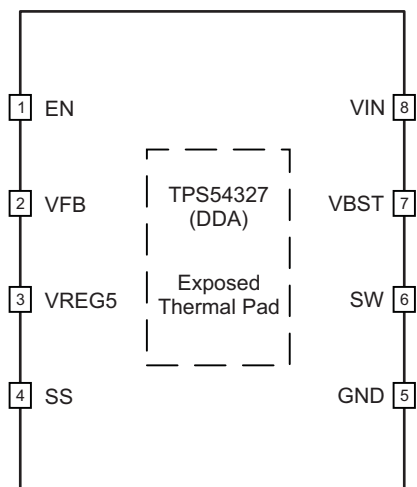 1 EN
2 VFB
3 VREG5
4 SS
TPS54327
(DDA)
Exposed
Thermal Pad
VIN 8
VBST 7
SW 6
GND 5